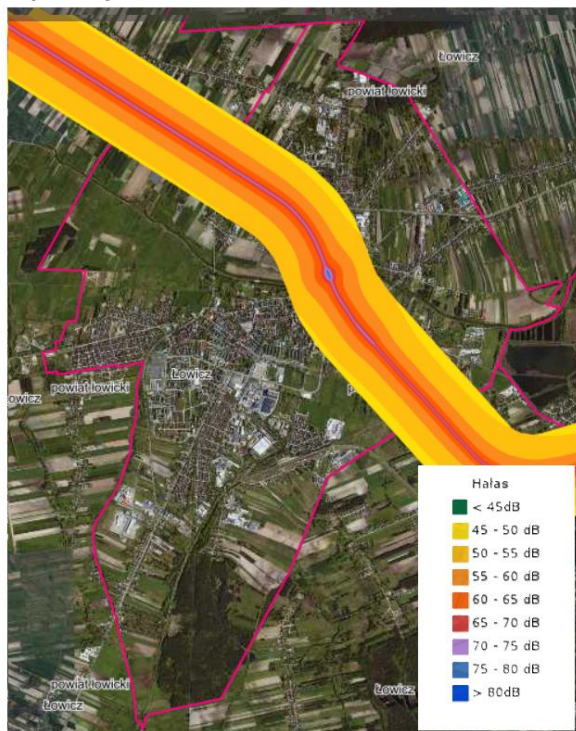 Łowicz
powiat łowicki
Łowicz
powiat łowicki
owicz
Hałas
< 45dB
45 - 50 dB
50 - 55 dB
55 - 60 dB
60 - 65 dB
65 - 70 dB
70 - 75 dB
75 - 80 dB
> 80dB
powiat łowicki
Łowicz
Łowicz